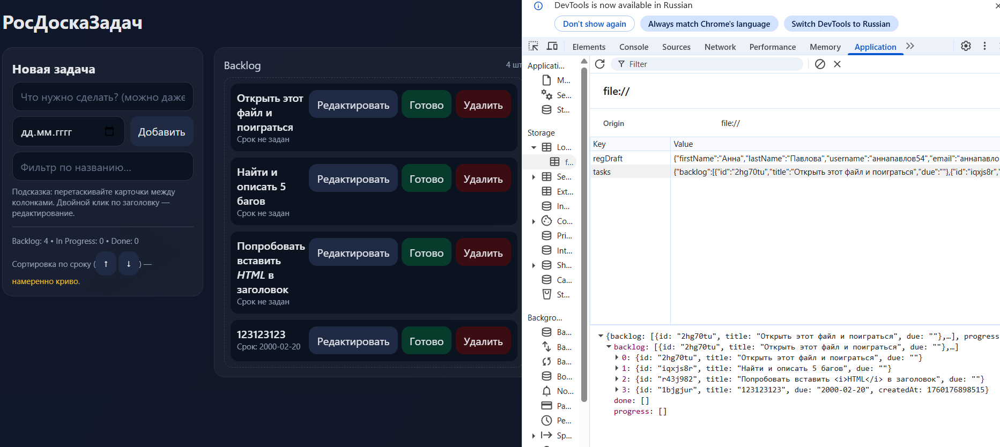 РосДоскаЗадач
Новая задача
Что нужно сделать? (можно даже
дд.мм.гггг
Добавить
Фильтр по названию...
Подсказка: перетаскивайте карточки между
колонками. Двойной клик по заголовку —
редактирование.
Backlog: 4 • In Progress: 0 • Done: 0
Сортировка по сроку ( ↑ ↓ ) —
намеренно криво.
Backlog
4 шт
Открыть этот
файл и
поиграться
Срок не задан
Редактировать
Готово
Удалить
Найти и
описать 5
багов
Срок не задан
Редактировать
Готово
Удалить
Попробовать
вставить
HTML в
заголовок
Срок не задан
Редактировать
Готово
Удалить
123123123
Срок: 2000-02-20
Редактировать
Готово
Удалить
DevTools is now available in Russian
Don't show again
Always match Chrome's language
Switch DevTools to Russian
Elements
Console
Sources
Network
Performance
Memory
Application
Applicati...
M...
Se...
St...
Storage
Lo...
f...
Se...
Ext...
In...
Co...
Pri...
Int...
Sh...
Ca...
St...
Backgro...
Ba...
Ba...
Ba...
Bo...
No...
Pa...
Pe...
Sp...
Filter
file://
Origin
file://
Key
Value
regDraft
{"firstName":"Анна","lastName":"Павлова","username":"аннапавлов54","email":"аннапавло
tasks
{"backlog":[{"id":"2hg70tu","title":"Открыть этот файл и поиграться","due":""},{"id":"iqxjs8r","
{backlog: [{id: "2hg70tu", title: "Открыть этот файл и поиграться", due: ""},…], progress
backlog: [{id: "2hg70tu", title: "Открыть этот файл и поиграться", due: ""},…]
0: {id: "2hg70tu", title: "Открыть этот файл и поиграться", due: ""}
1: {id: "iqxjs8r", title: "Найти и описать 5 багов", due: ""}
2: {id: "r43j982", title: "Попробовать вставить <i>HTML</i> в заголовок", due: ""}
3: {id: "1bjgjur", title: "123123123", due: "2000-02-20", createdAt: 1760176898515}
done: []
progress: []